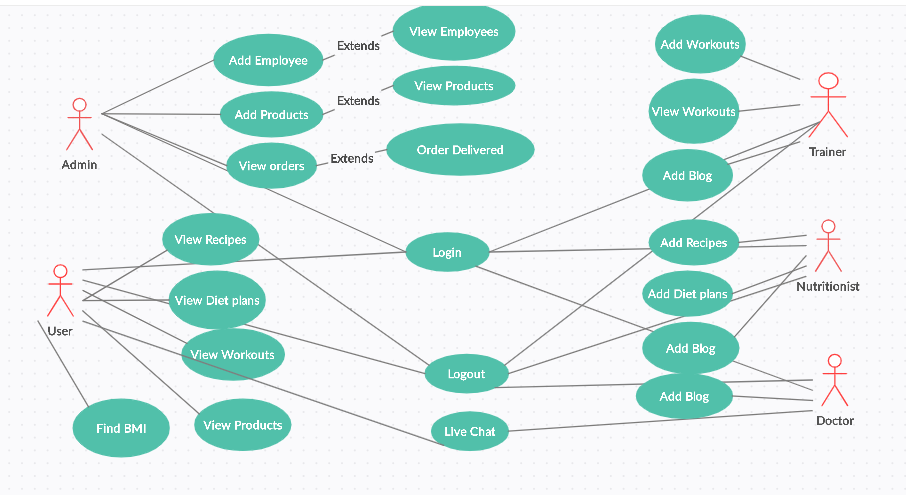 View Employees
Add Workouts
Extends
Add Employee
View Products
Extends
Add Products
View Workouts
Admin
View orders
Extends
Order Delivered
Trainer
Add Blog
View Recipes
Login
Add Recipes
Nutritionist
View Diet plans
Add Diet plans
User
View Workouts
Add Blog
Logout
Add Blog
Doctor
Find BMI
View Products
Live Chat